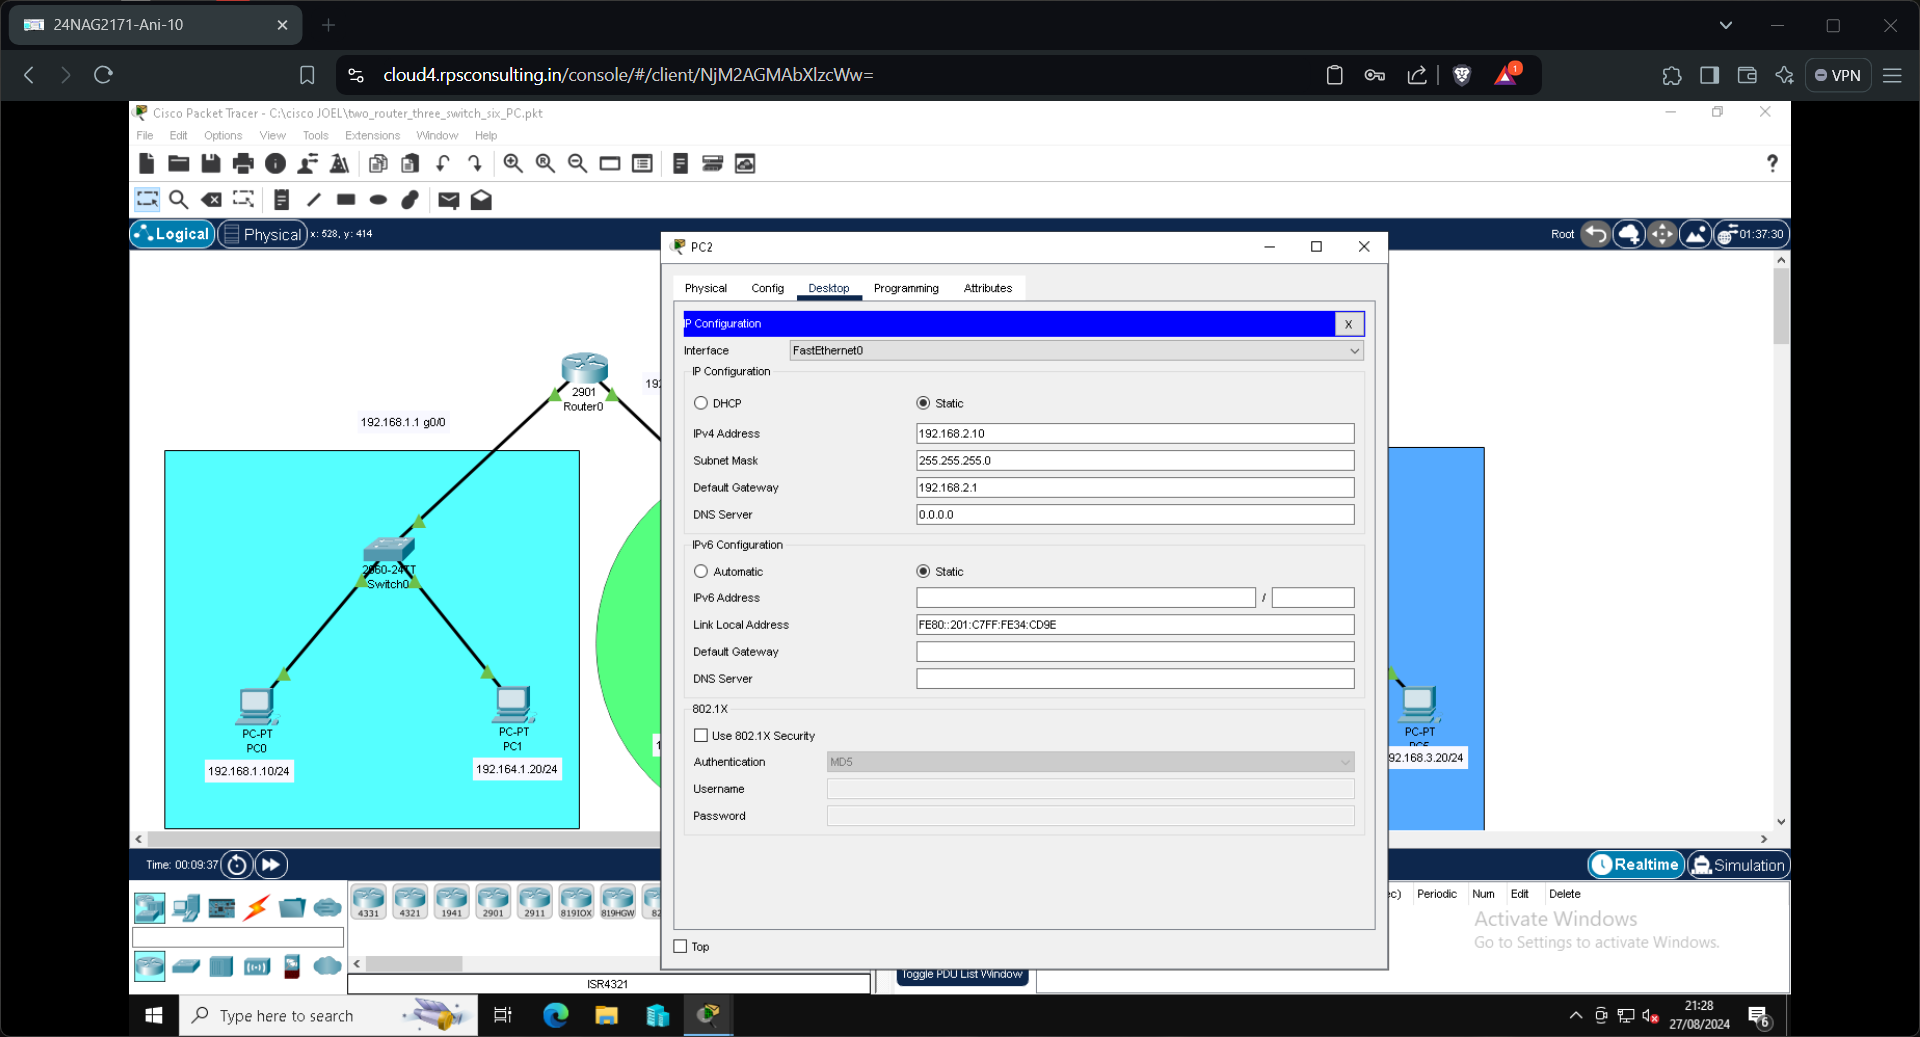 24NAG2171-Ani-10
cloud4.rpsconsulting.in/console/#/client/NjM2AGMAbXlzcWw=
1
VPN
Cisco Packet Tracer - C:\cisco JOEL\two_router_three_switch_six_PC.pkt
File Edit Options View Tools Extensions Window Help
?
Logical Physical x: 528, y: 414
Root 01:37:30
PC2
Physical Config Desktop Programming Attributes
IP Configuration
X
Interface FastEthernet0
IP Configuration
DHCP Static
IPv4 Address 192.168.2.10
Subnet Mask 255.255.255.0
Default Gateway 192.168.2.1
DNS Server 0.0.0.0
IPv6 Configuration
Automatic Static
IPv6 Address /
Link Local Address FE80::201:C7FF:FE34:CD9E
Default Gateway
DNS Server
802.1X
Use 802.1X Security
Authentication MD5
Username
Password
Top
2901
Router0
192.168.1.1 g0/0
2960-24TT
Switch0
PC-PT
PC0
192.168.1.10/24
PC-PT
PC1
192.164.1.20/24
PC-PT
PC5
92.168.3.20/24
Time: 00:09:37
Realtime Simulation
4331 4321 1941 2901 2911 819IOX 819HGW
Periodic Num Edit Delete
Activate Windows
Go to Settings to activate Windows.
Toggle PDU List Window
ISR4321
Type here to search
21:28
27/08/2024
6